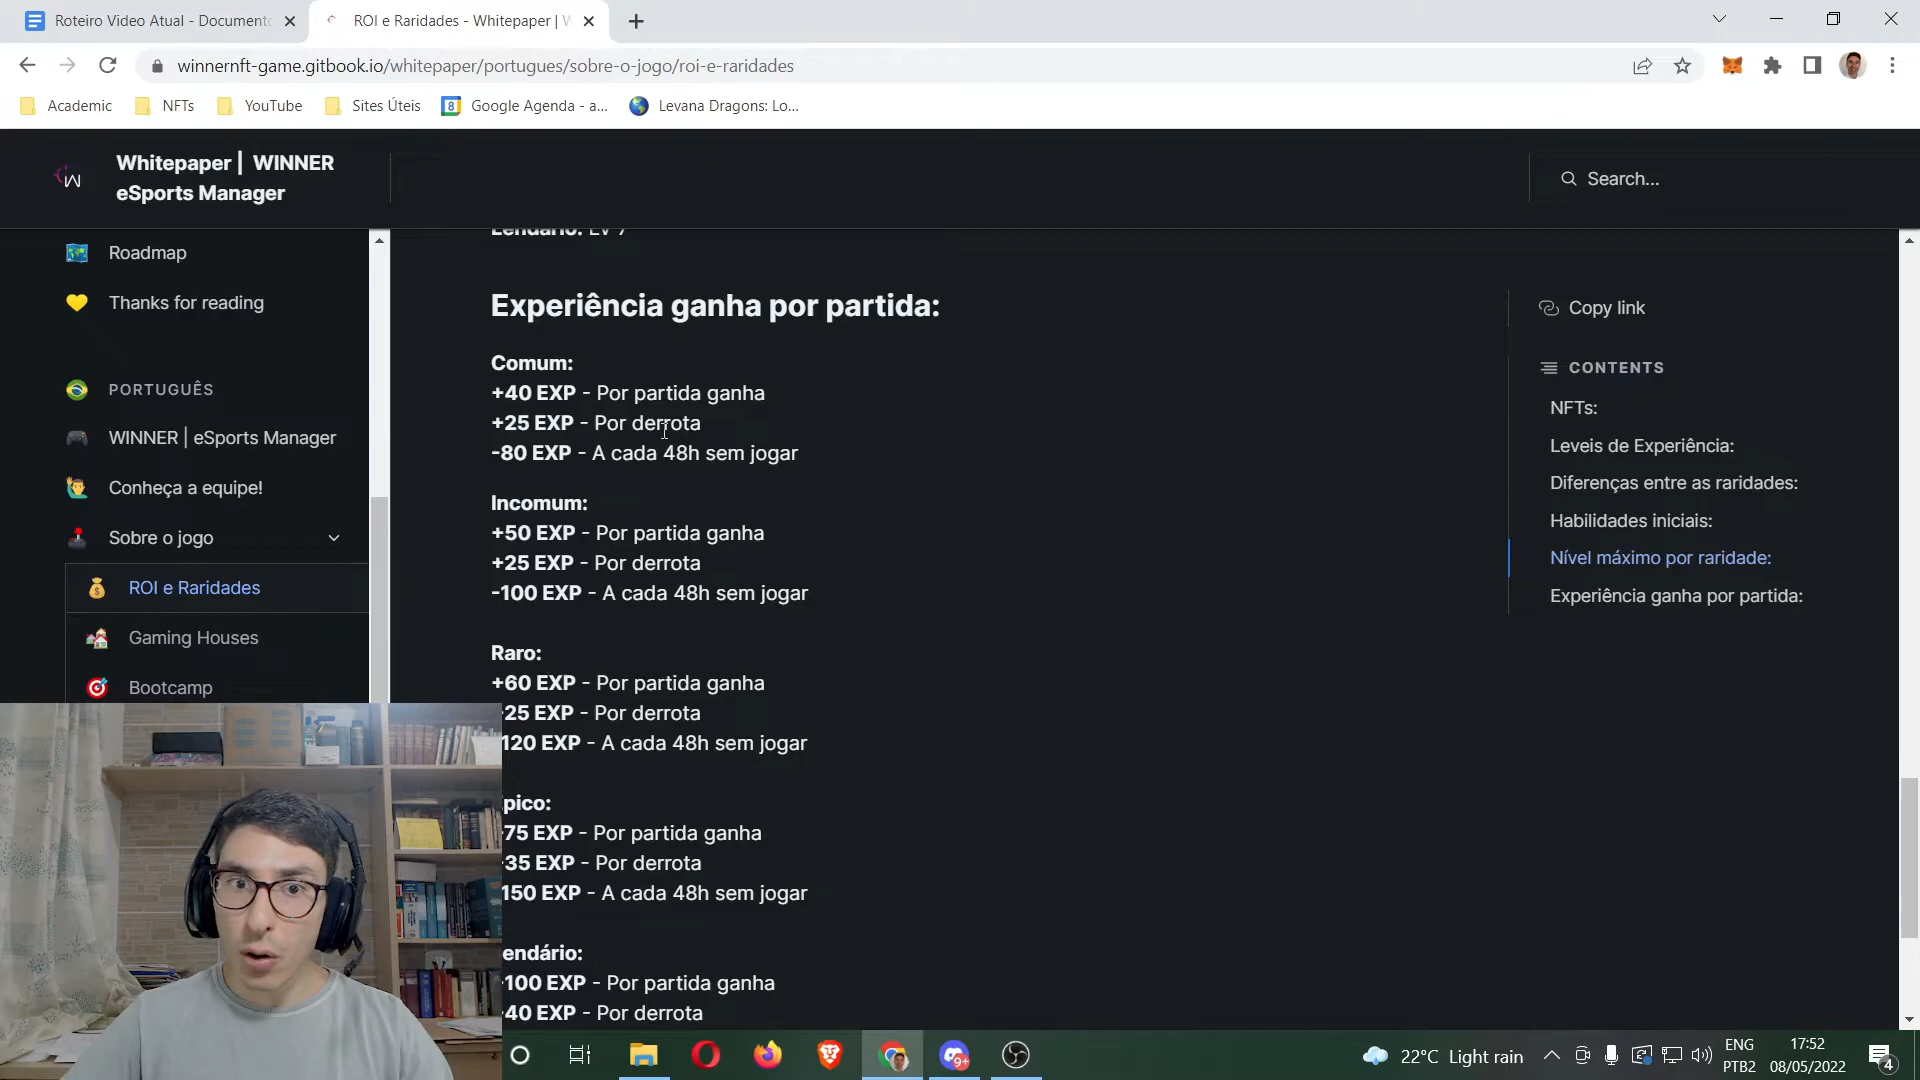 Roteiro Video Atual - Documento
ROI e Raridades - Whitepaper | W
winnernft-game.gitbook.io/whitepaper/portugues/sobre-o-jogo/roi-e-raridades
Academic
NFTs
YouTube
Sites Úteis
8
Google Agenda - a...
Levana Dragons: Lo...
W
Whitepaper | WINNER
eSports Manager
Search...
Roadmap
Thanks for reading
PORTUGUÊS
WINNER | eSports Manager
Conheça a equipe!
Sobre o jogo
ROI e Raridades
Gaming Houses
Bootcamp
Lendário: Lv 7
Experiência ganha por partida:
Comum:
+40 EXP - Por partida ganha
+25 EXP - Por derrota
-80 EXP - A cada 48h sem jogar
Incomum:
+50 EXP - Por partida ganha
+25 EXP - Por derrota
-100 EXP - A cada 48h sem jogar
Raro:
+60 EXP - Por partida ganha
25 EXP - Por derrota
120 EXP - A cada 48h sem jogar
pico:
75 EXP - Por partida ganha
35 EXP - Por derrota
150 EXP - A cada 48h sem jogar
endário:
100 EXP - Por partida ganha
40 EXP - Por derrota
Copy link
CONTENTS
NFTs:
Leveis de Experiência:
Diferenças entre as raridades:
Habilidades iniciais:
Nível máximo por raridade:
Experiência ganha por partida:
9+
22°C Light rain
ENG
PTB2
17:52
08/05/2022
4